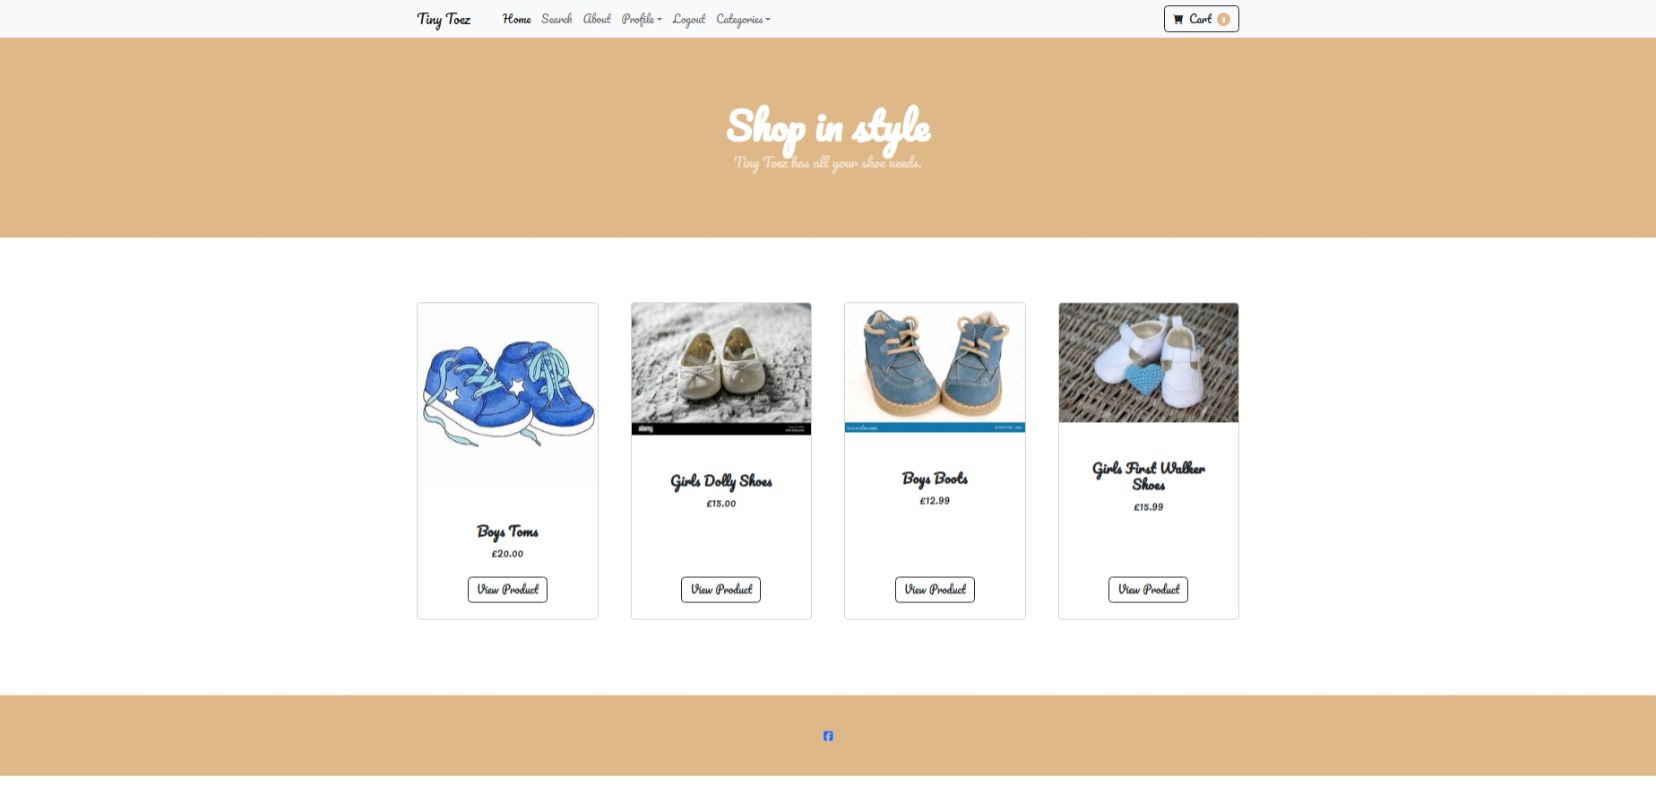 Tiny Toez Home Search About Profile Logout Categories Cart 1
Shop in style
Tiny Toez has all your shoe needs.
alamy
Boys Toms
£20.00
View Product
Girls Dolly Shoes
£15.00
View Product
Boys Boots
£12.99
View Product
Girls First Walker
Shoes
£15.99
View Product